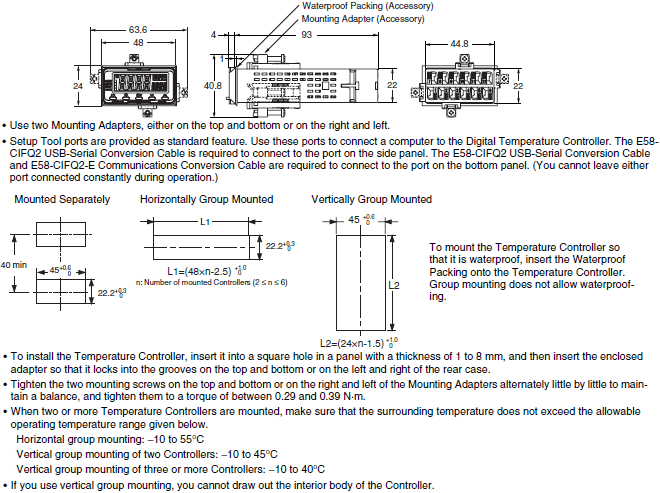 Waterproof Packing (Accessory)
Mounting Adapter (Accessory)
63.6
48
4
93
1
24
40.8
22
44.8
22
• Use two Mounting Adapters, either on the top and bottom or on the right and left.
• Setup Tool ports are provided as standard feature. Use these ports to connect a computer to the Digital Temperature Controller. The E58-
CIFQ2 USB-Serial Conversion Cable is required to connect to the port on the side panel. The E58-CIFQ2 USB-Serial Conversion Cable
and E58-CIFQ2-E Communications Conversion Cable are required to connect to the port on the bottom panel. (You cannot leave either
port connected constantly during operation.)
Mounted Separately
Horizontally Group Mounted
Vertically Group Mounted
40 min
45 +0.6 0
22.2 +0.3 0
L1
22.2 +0.3 0
L1=(48×n-2.5) +1.0 0
n: Number of mounted Controllers (2 ≤ n ≤ 6)
45 +0.6 0
L2
L2=(24×n-1.5) +1.0 0
To mount the Temperature Controller so
that it is waterproof, insert the Waterproof
Packing onto the Temperature Controller.
Group mounting does not allow waterproof-
ing.
• To install the Temperature Controller, insert it into a square hole in a panel with a thickness of 1 to 8 mm, and then insert the enclosed
adapter so that it locks into the grooves on the top and bottom or on the left and right of the rear case.
• Tighten the two mounting screws on the top and bottom or on the right and left of the Mounting Adapters alternately little by little to main-
tain a balance, and tighten them to a torque of between 0.29 and 0.39 N·m.
• When two or more Temperature Controllers are mounted, make sure that the surrounding temperature does not exceed the allowable
operating temperature range given below.
Horizontal group mounting: −10 to 55°C
Vertical group mounting of two Controllers: −10 to 45°C
Vertical group mounting of three or more Controllers: −10 to 40°C
• If you use vertical group mounting, you cannot draw out the interior body of the Controller.